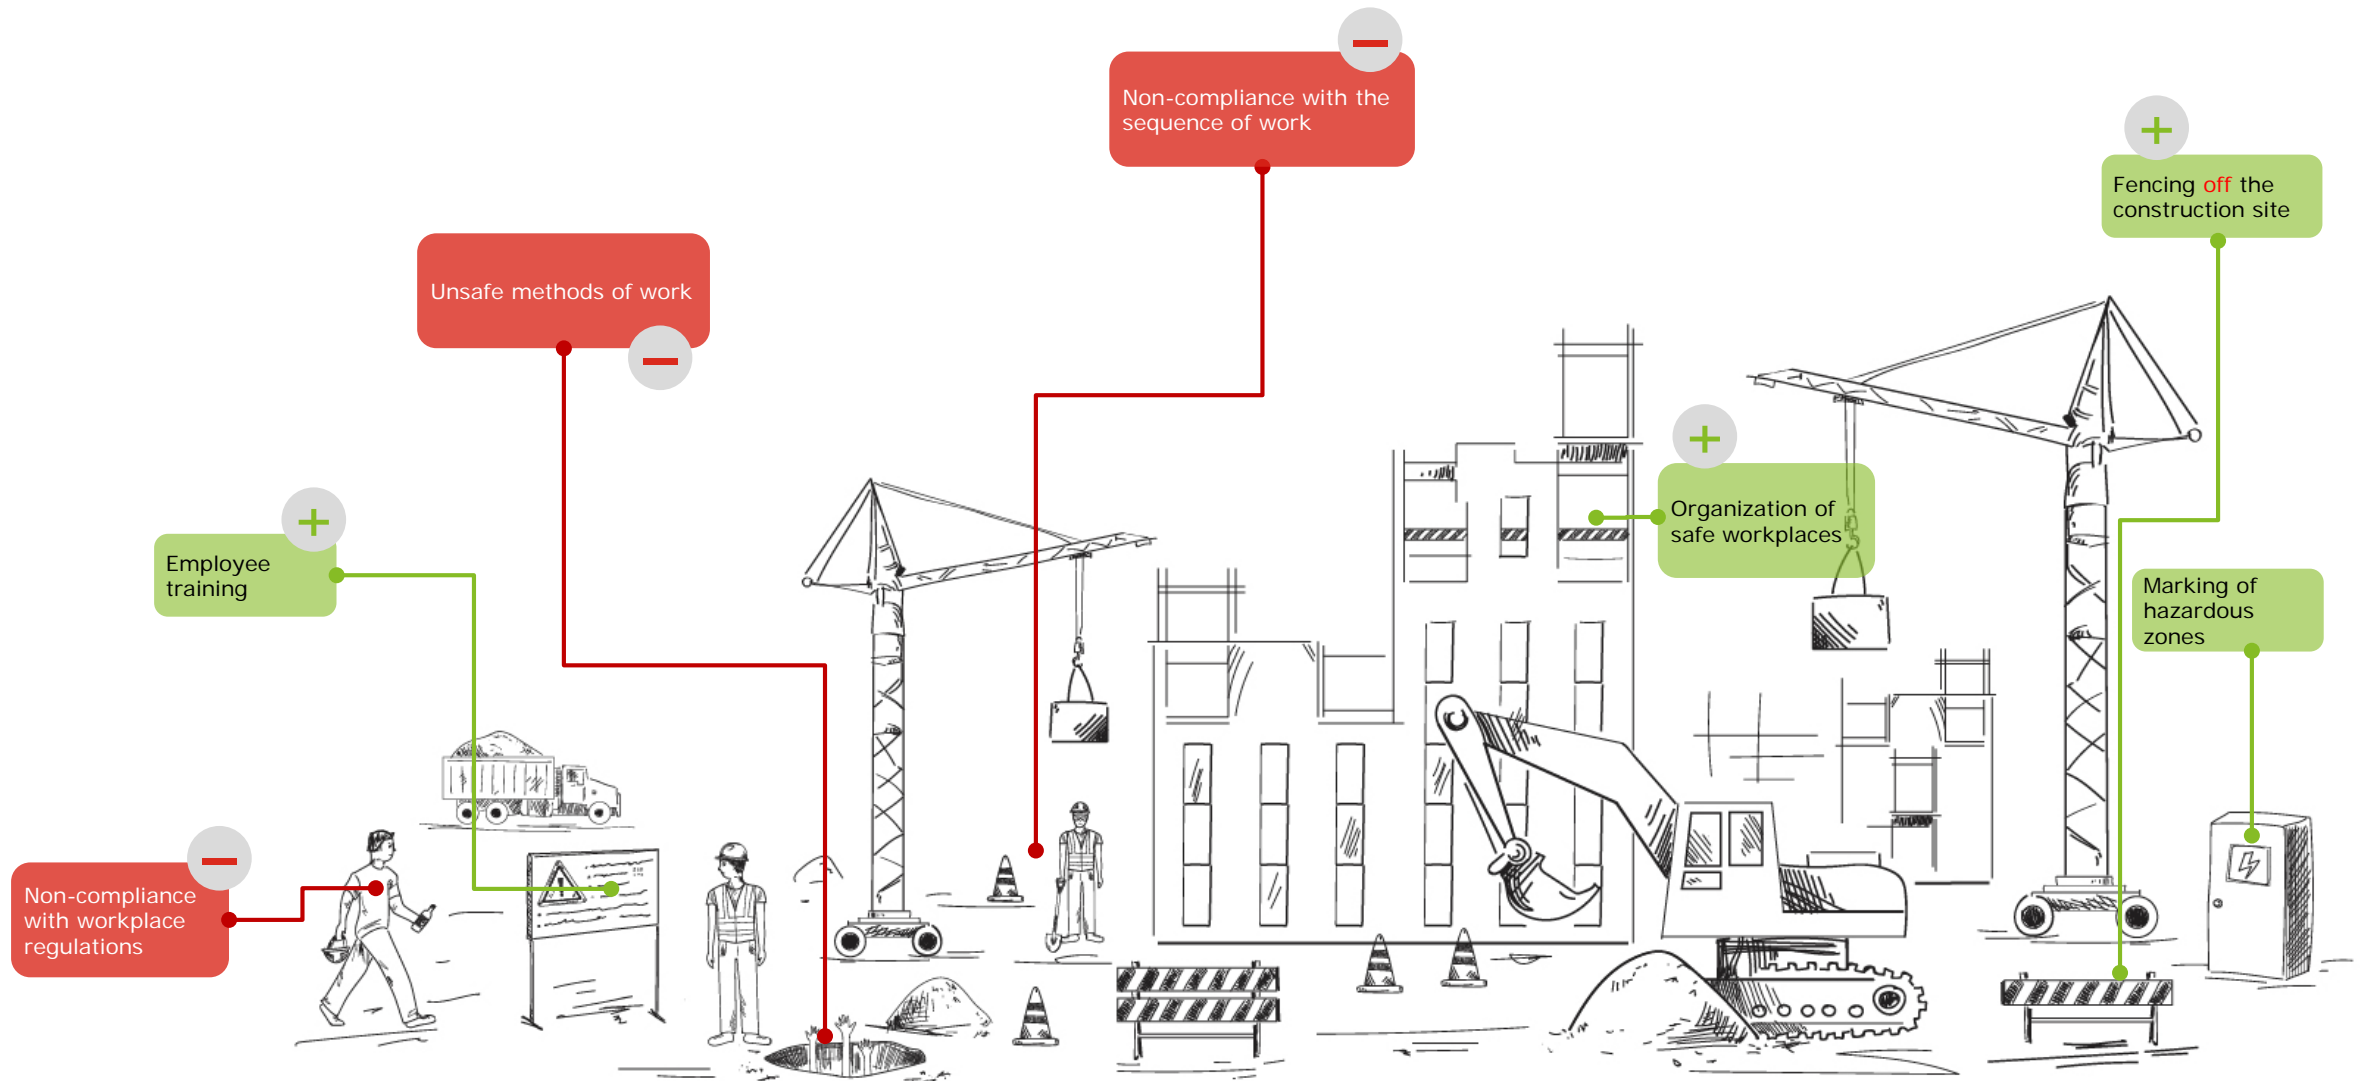 Non-compliance with the
sequence of work
Fencing off the
construction site
Unsafe methods of work
Organization of
safe workplaces
Employee
training
Marking of
hazardous
zones
Non-compliance
with workplace
regulations